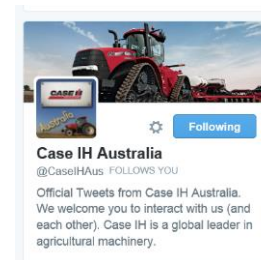 CASE IH
Australia
Following
Case IH Australia
@CaseIHAus FOLLOWS YOU
Official Tweets from Case IH Australia.
We welcome you to interact with us (and
each other). Case IH is a global leader in
agricultural machinery.